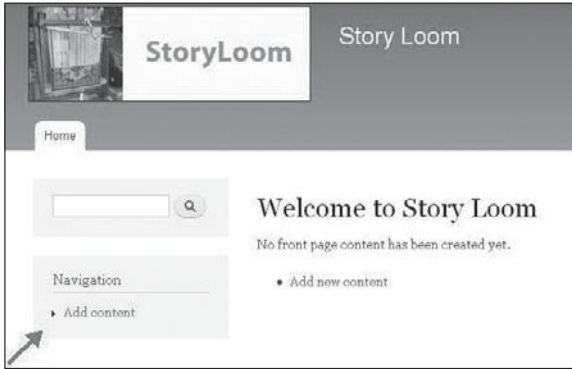 StoryLoom
Story Loom
Home
Welcome to Story Loom
No front page content has been created yet.
Navigation
• Add new content
Add content